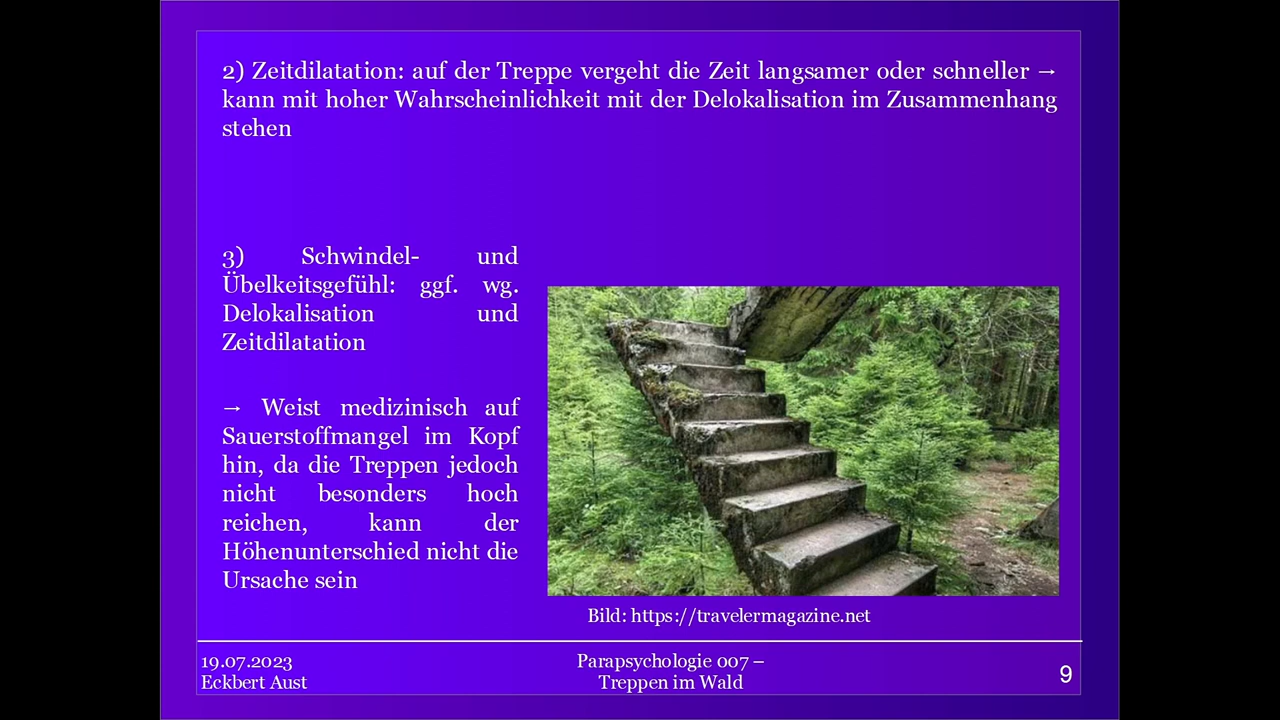 2) Zeitdilatation: auf der Treppe vergeht die Zeit langsamer oder schneller →
kann mit hoher Wahrscheinlichkeit mit der Delokalisation im Zusammenhang
stehen
3) Schwindel- und
Übelkeitsgefühl: ggf. wg.
Delokalisation und
Zeitdilatation
→ Weist medizinisch auf
Sauerstoffmangel im Kopf
hin, da die Treppen jedoch
nicht besonders hoch
reichen, kann der
Höhenunterschied nicht die
Ursache sein
Bild: https://travelermagazine.net
19.07.2023
Eckbert Aust
Parapsychologie 007 –
Treppen im Wald
9